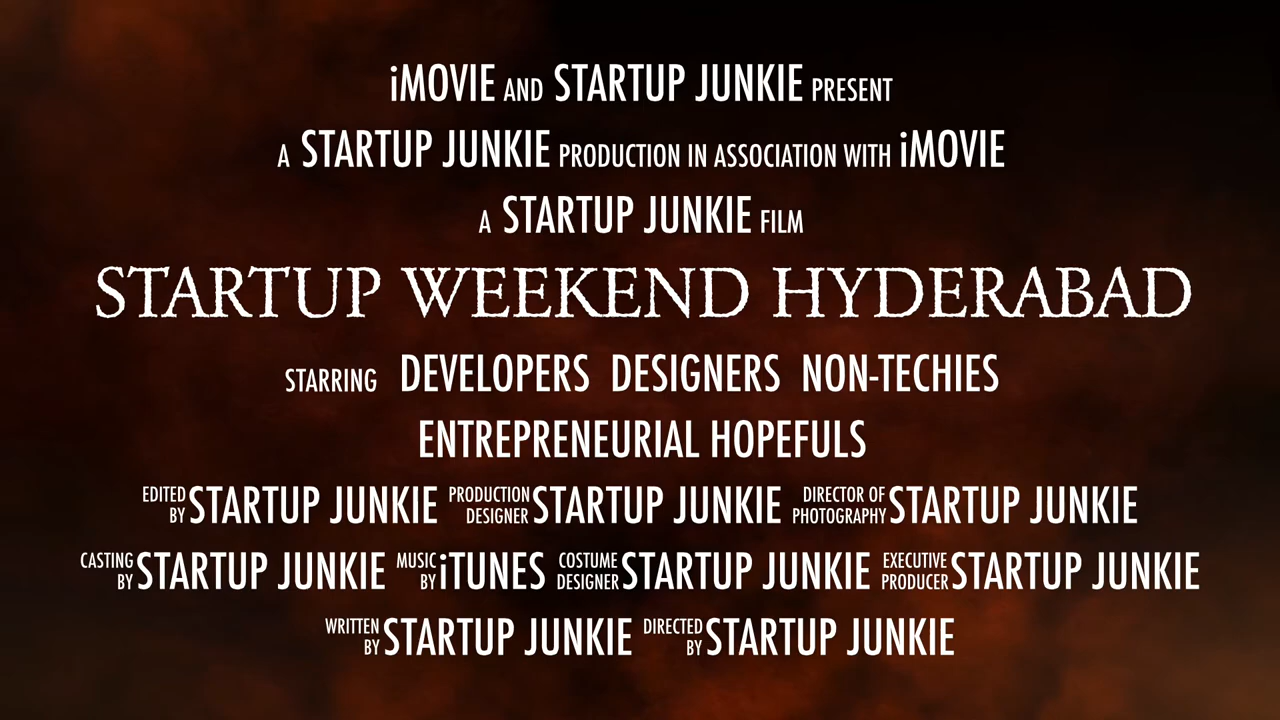 iMOVIE AND STARTUP JUNKIE PRESENT
A STARTUP JUNKIE PRODUCTION IN ASSOCIATION WITH iMOVIE
A STARTUP JUNKIE FILM
STARTUP WEEKEND HYDERABAD
STARRING DEVELOPERS DESIGNERS NON-TECHIES
ENTREPRENEURIAL HOPEFULS
EDITED BY STARTUP JUNKIE PRODUCTION DESIGNER STARTUP JUNKIE DIRECTOR OF PHOTOGRAPHY STARTUP JUNKIE
CASTING BY STARTUP JUNKIE MUSIC BY iTUNES COSTUME DESIGNER STARTUP JUNKIE EXECUTIVE PRODUCER STARTUP JUNKIE
WRITTEN BY STARTUP JUNKIE DIRECTED BY STARTUP JUNKIE